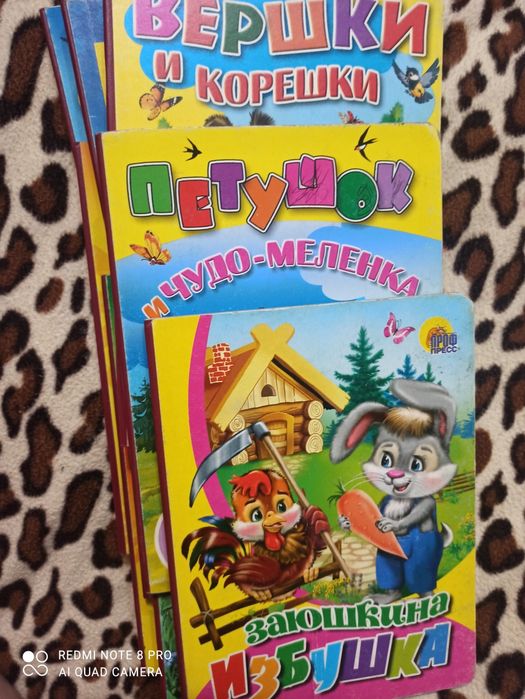 ВЕРШКИ
И КОРЕШКИ
ПЕТУШОК
И ЧУДО-МЕЛЕНКА
ПРОФ
ПРЕСС
ЗАЮШКИНА
ИЗБУШКА
REDMI NOTE 8 PRO
AI QUAD CAMERA